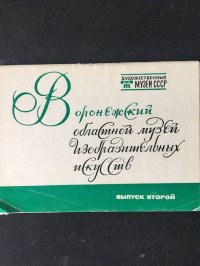 ХУДОЖЕСТВЕННЫЕ
МУЗЕИ СССР
Воронежский
областной музей
изобразительных
искусств
ВЫПУСК ВТОРОЙ